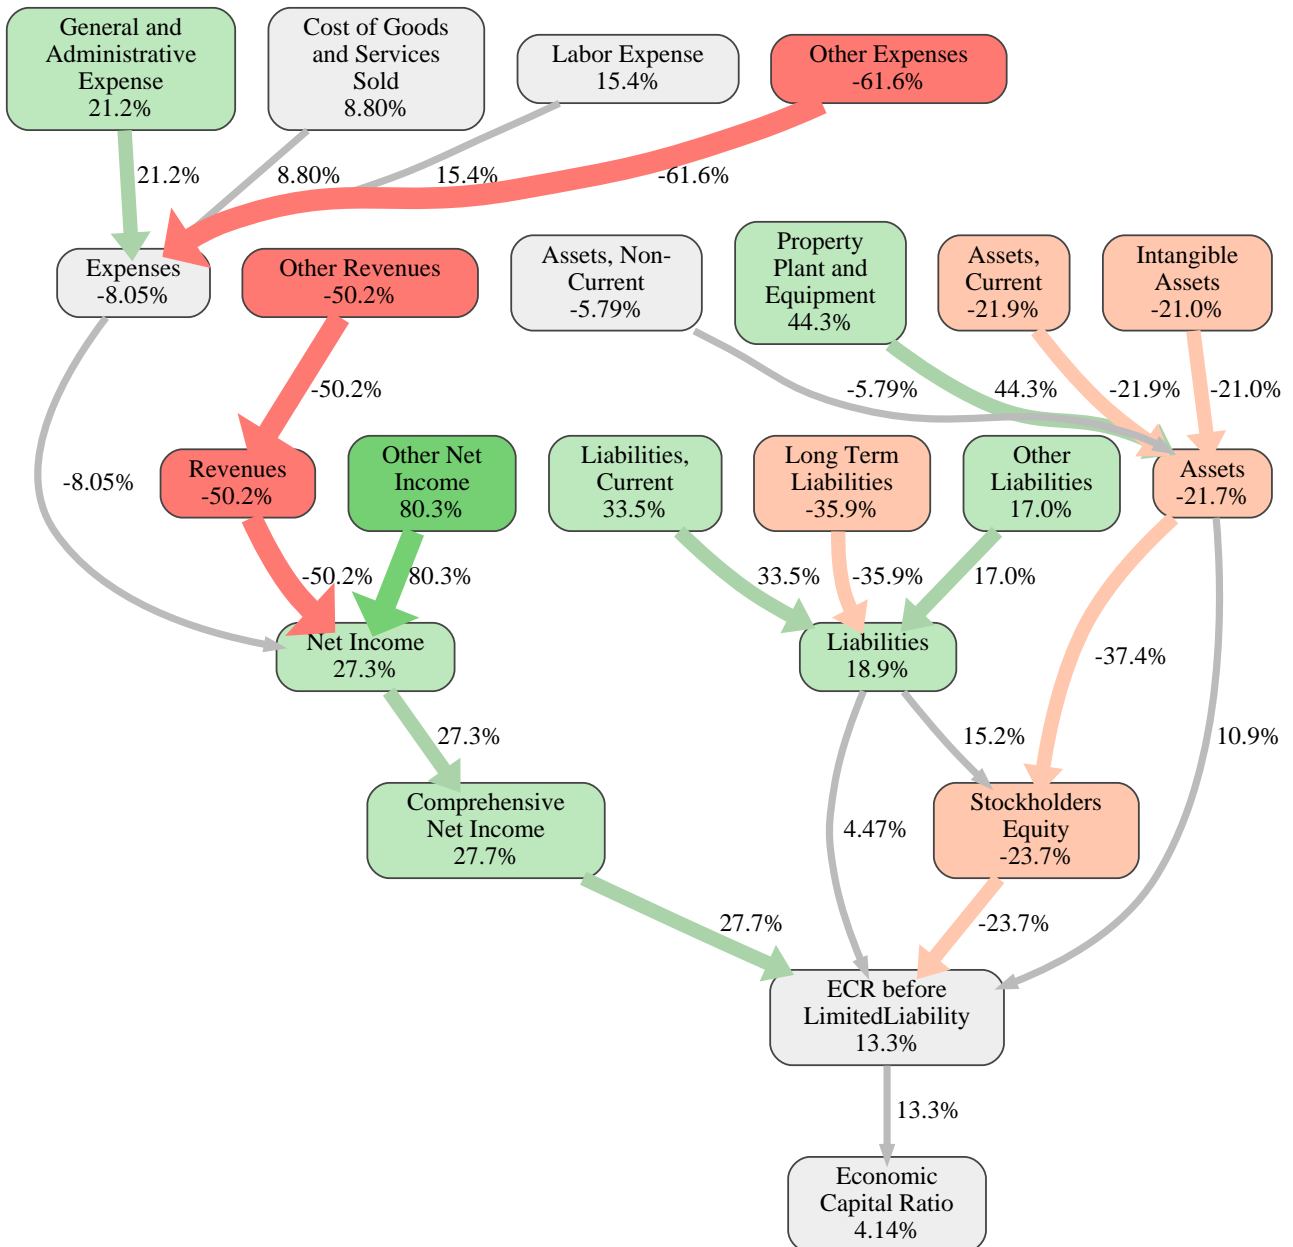 General and
Administrative
Expense
21.2%
Cost of Goods
and Services
Sold
8.80%
Labor Expense
15.4%
Other Expenses
-61.6%
21.2%
8.80%
15.4%
-61.6%
Expenses
-8.05%
Other Revenues
-50.2%
Assets, Non-
Current
-5.79%
Property
Plant and
Equipment
44.3%
Assets,
Current
-21.9%
Intangible
Assets
-21.0%
-50.2%
-5.79%
44.3%
-21.9%
-21.0%
-8.05%
Revenues
-50.2%
Other Net
Income
80.3%
Liabilities,
Current
33.5%
Long Term
Liabilities
-35.9%
Other
Liabilities
17.0%
Assets
-21.7%
-50.2%
80.3%
33.5%
-35.9%
17.0%
Net Income
27.3%
Liabilities
18.9%
-37.4%
27.3%
15.2%
10.9%
Comprehensive
Net Income
27.7%
4.47%
Stockholders
Equity
-23.7%
27.7%
-23.7%
ECR before
LimitedLiability
13.3%
13.3%
Economic
Capital Ratio
4.14%